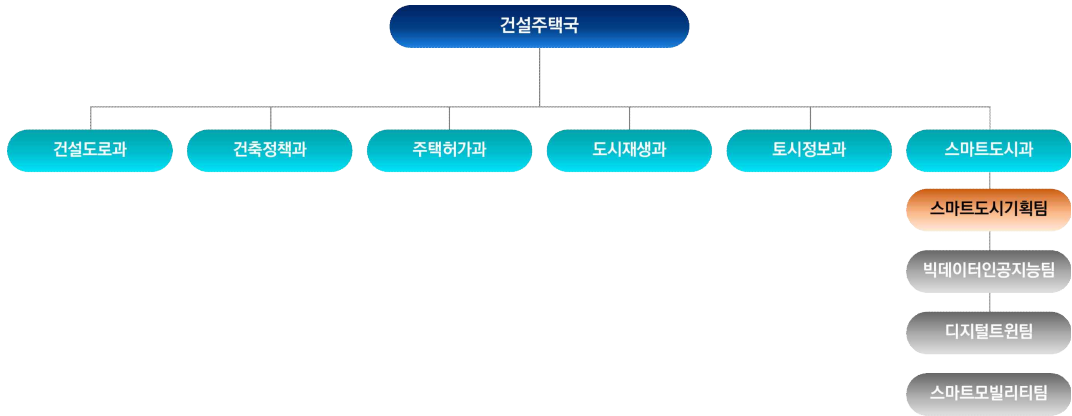 건설주택국
건설도로과
건축정책과
주택허가과
도시재생과
토시정보과
스마트도시과
스마트도시기획팀
빅데이터인공지능팀
디지털트윈팀
스마트모빌리티팀